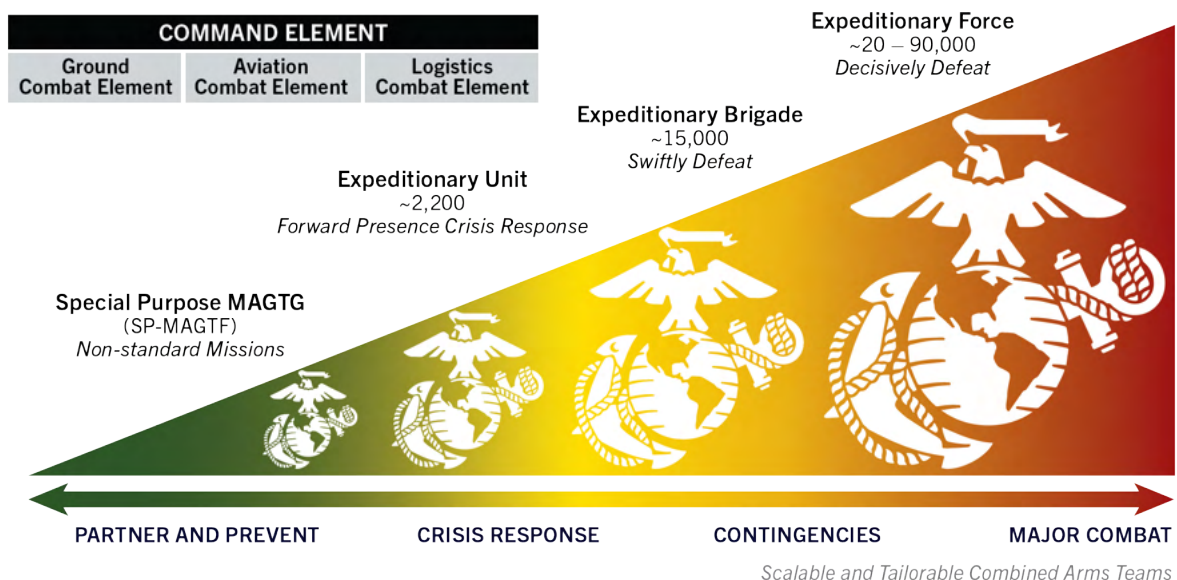 COMMAND ELEMENT
Ground
Combat Element
Aviation
Combat Element
Logistics
Combat Element
Expeditionary Force
~20 – 90,000
Decisively Defeat
Expeditionary Brigade
~15,000
Swiftly Defeat
Expeditionary Unit
~2,200
Forward Presence Crisis Response
Special Purpose MAGTG
(SP-MAGTF)
Non-standard Missions
PARTNER AND PREVENT
CRISIS RESPONSE
CONTINGENCIES
MAJOR COMBAT
Scalable and Tailorable Combined Arms Teams